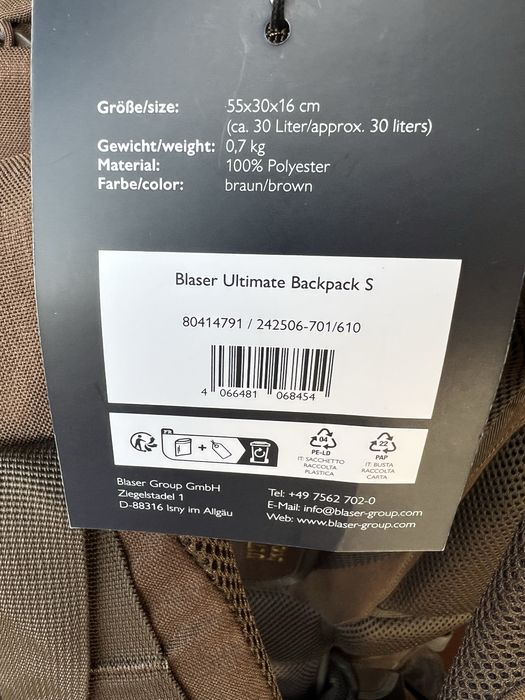 Größe/size: 55x30x16 cm
(ca. 30 Liter/approx. 30 liters)
Gewicht/weight: 0,7 kg
Material: 100% Polyester
Farbe/color: braun/brown
Blaser Ultimate Backpack S
80414791 / 242506-701/610
4 066481 068454
FR
04
PE-LD
IT: SACCHETTO
RACCOLTA
PLASTICA
22
PAP
IT: BUSTA
RACCOLTA
CARTA
Blaser Group GmbH
Ziegelstadel 1
D-88316 Isny im Allgäu
Tel: +49 7562 702-0
E-Mail: info@blaser-group.com
Web: www.blaser-group.com